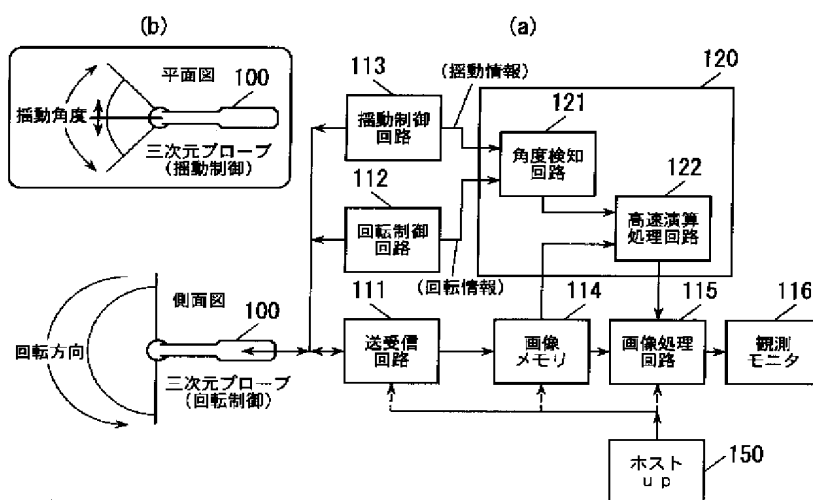 (b)
(a)
平面図
100
揺動角度
三次元プローブ
(揺動制御)
113
揺動制御
回路
(揺動情報)
120
121
角度検知
回路
122
高速演算
処理回路
112
回転制御
回路
(回転情報)
側面図
100
回転方向
三次元プローブ
(回転制御)
111
送受信
回路
114
画像
メモリ
115
画像処理
回路
116
観測
モニタ
ホスト
up
150